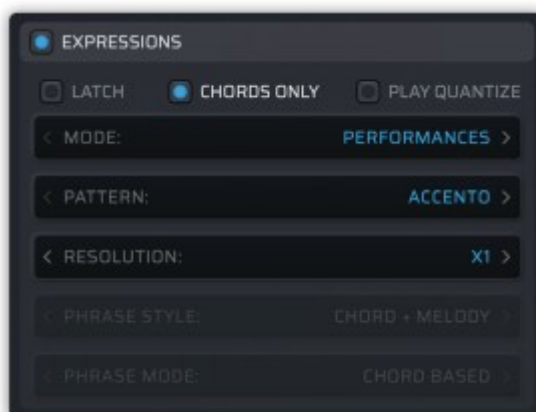 EXPRESSIONS
LATCH CHORDS ONLY PLAY QUANTIZE
< MODE: PERFORMANCES >
< PATTERN: ACCENTO >
< RESOLUTION: X1 >
< PHRASE STYLE: CHORD + MELODY >
< PHRASE MODE: CHORD BASED >